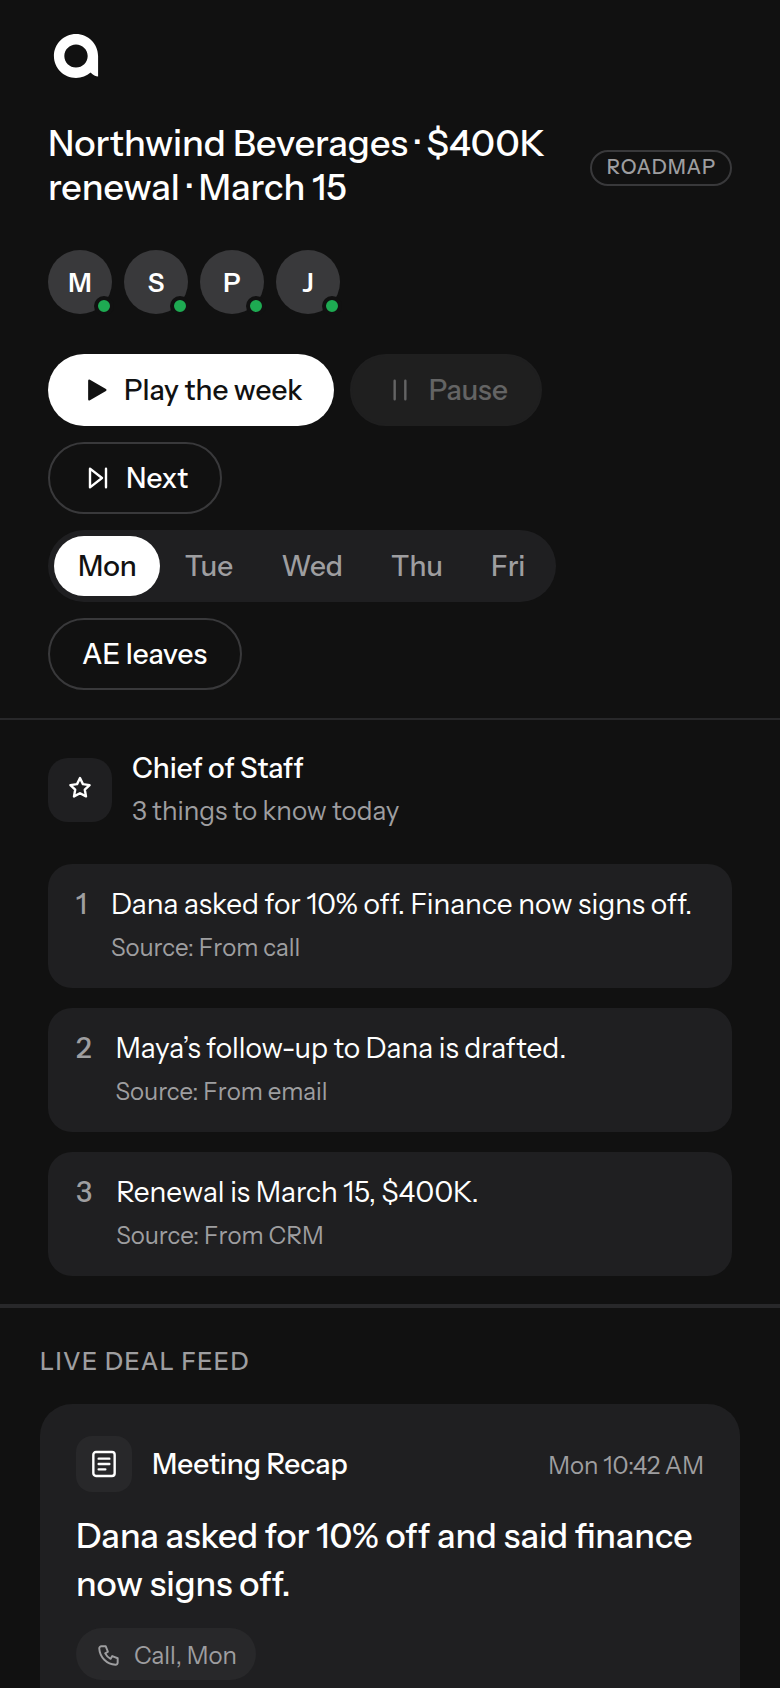 Northwind Beverages · $400K
renewal · March 15
ROADMAP
M S P J
Play the week
Pause
Next
Mon Tue Wed Thu Fri
AE leaves
Chief of Staff
3 things to know today
1 Dana asked for 10% off. Finance now signs off.
Source: From call
2 Maya’s follow-up to Dana is drafted.
Source: From email
3 Renewal is March 15, $400K.
Source: From CRM
LIVE DEAL FEED
Meeting Recap
Mon 10:42 AM
Dana asked for 10% off and said finance
now signs off.
Call, Mon